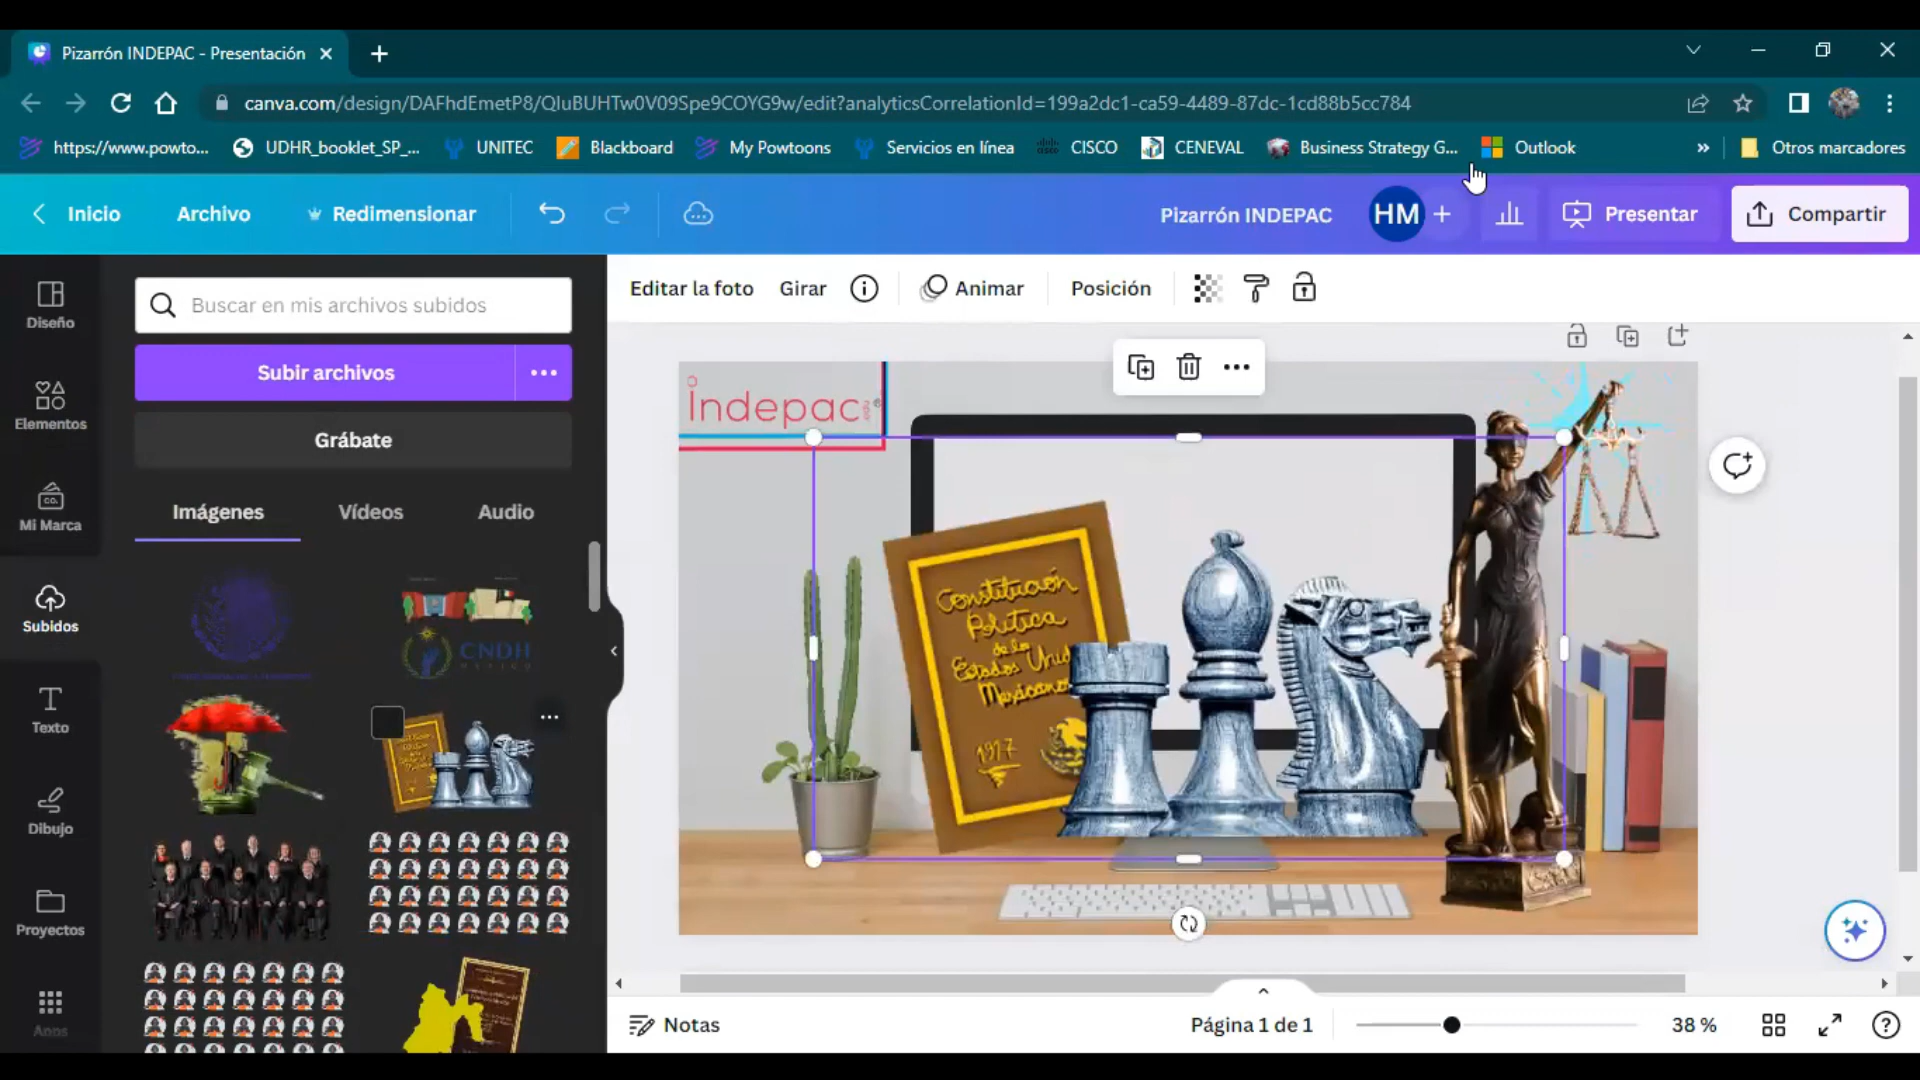 Pizarrón INDEPAC - Presentación
canva.com/design/DAFhdEmetP8/QIuBUHTw0V09Spe9COYG9w/edit?analyticsCorrelationId=199a2dc1-ca59-4489-87dc-1cd88b5cc784
https://www.powto... UDHR_booklet_SP_... UNITEC Blackboard My Powtoons Servicios en línea CISCO CENEVAL Business Strategy G... Outlook » Otros marcadores
Inicio Archivo Redimensionar Pizarrón INDEPAC HM + Presentar Compartir
Editar la foto Girar Animar Posición
Diseño
Elementos
Mi Marca
Subidos
Texto
Dibujo
Proyectos
Apps
Buscar en mis archivos subidos
Subir archivos
Grábate
Imágenes Vídeos Audio
CNDH
MÉXICO
Indepac
Constitución
Política
de los
Estados Unid
Mexicano
1917
Notas Página 1 de 1 38 %